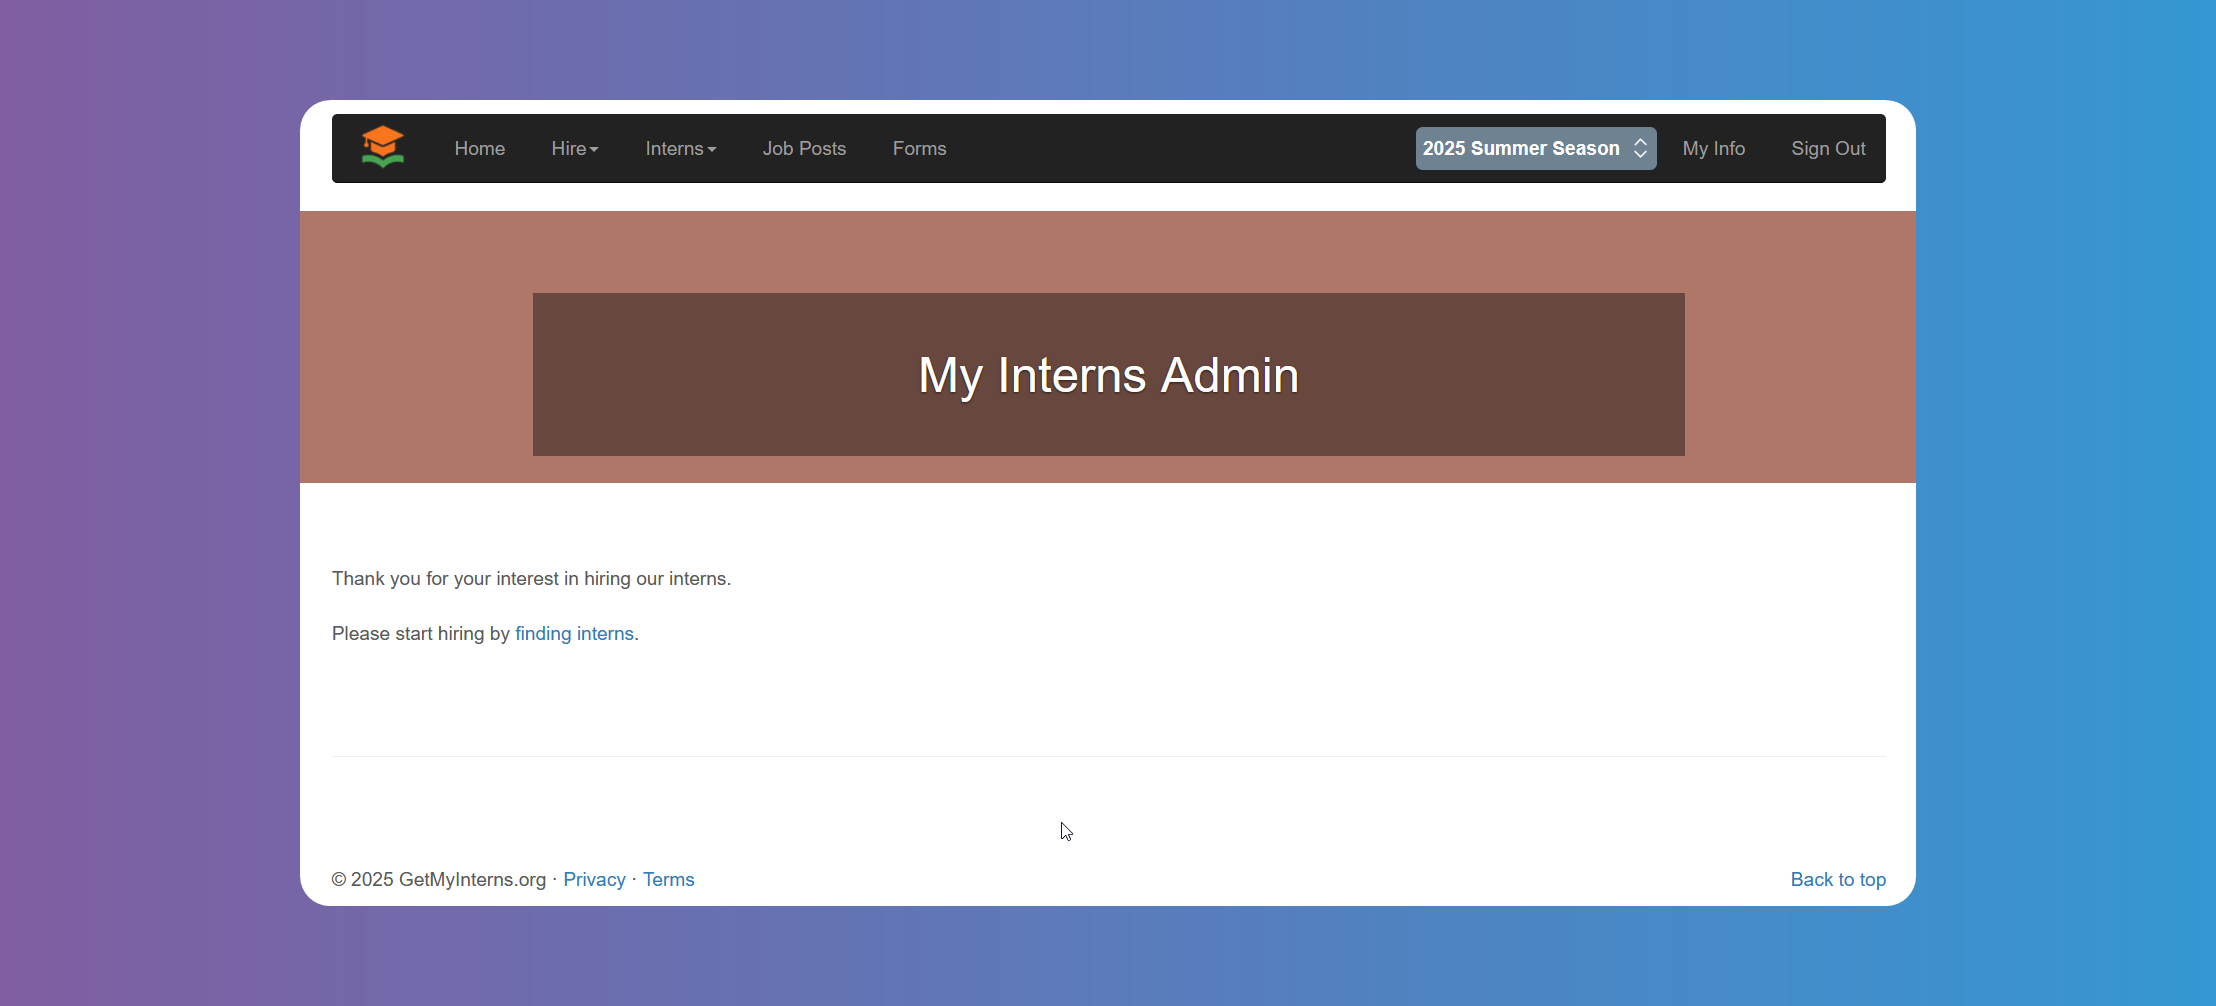 Home Hire Interns Job Posts Forms 2025 Summer Season My Info Sign Out
My Interns Admin
Thank you for your interest in hiring our interns.
Please start hiring by finding interns.
© 2025 GetMyInterns.org · Privacy · Terms Back to top